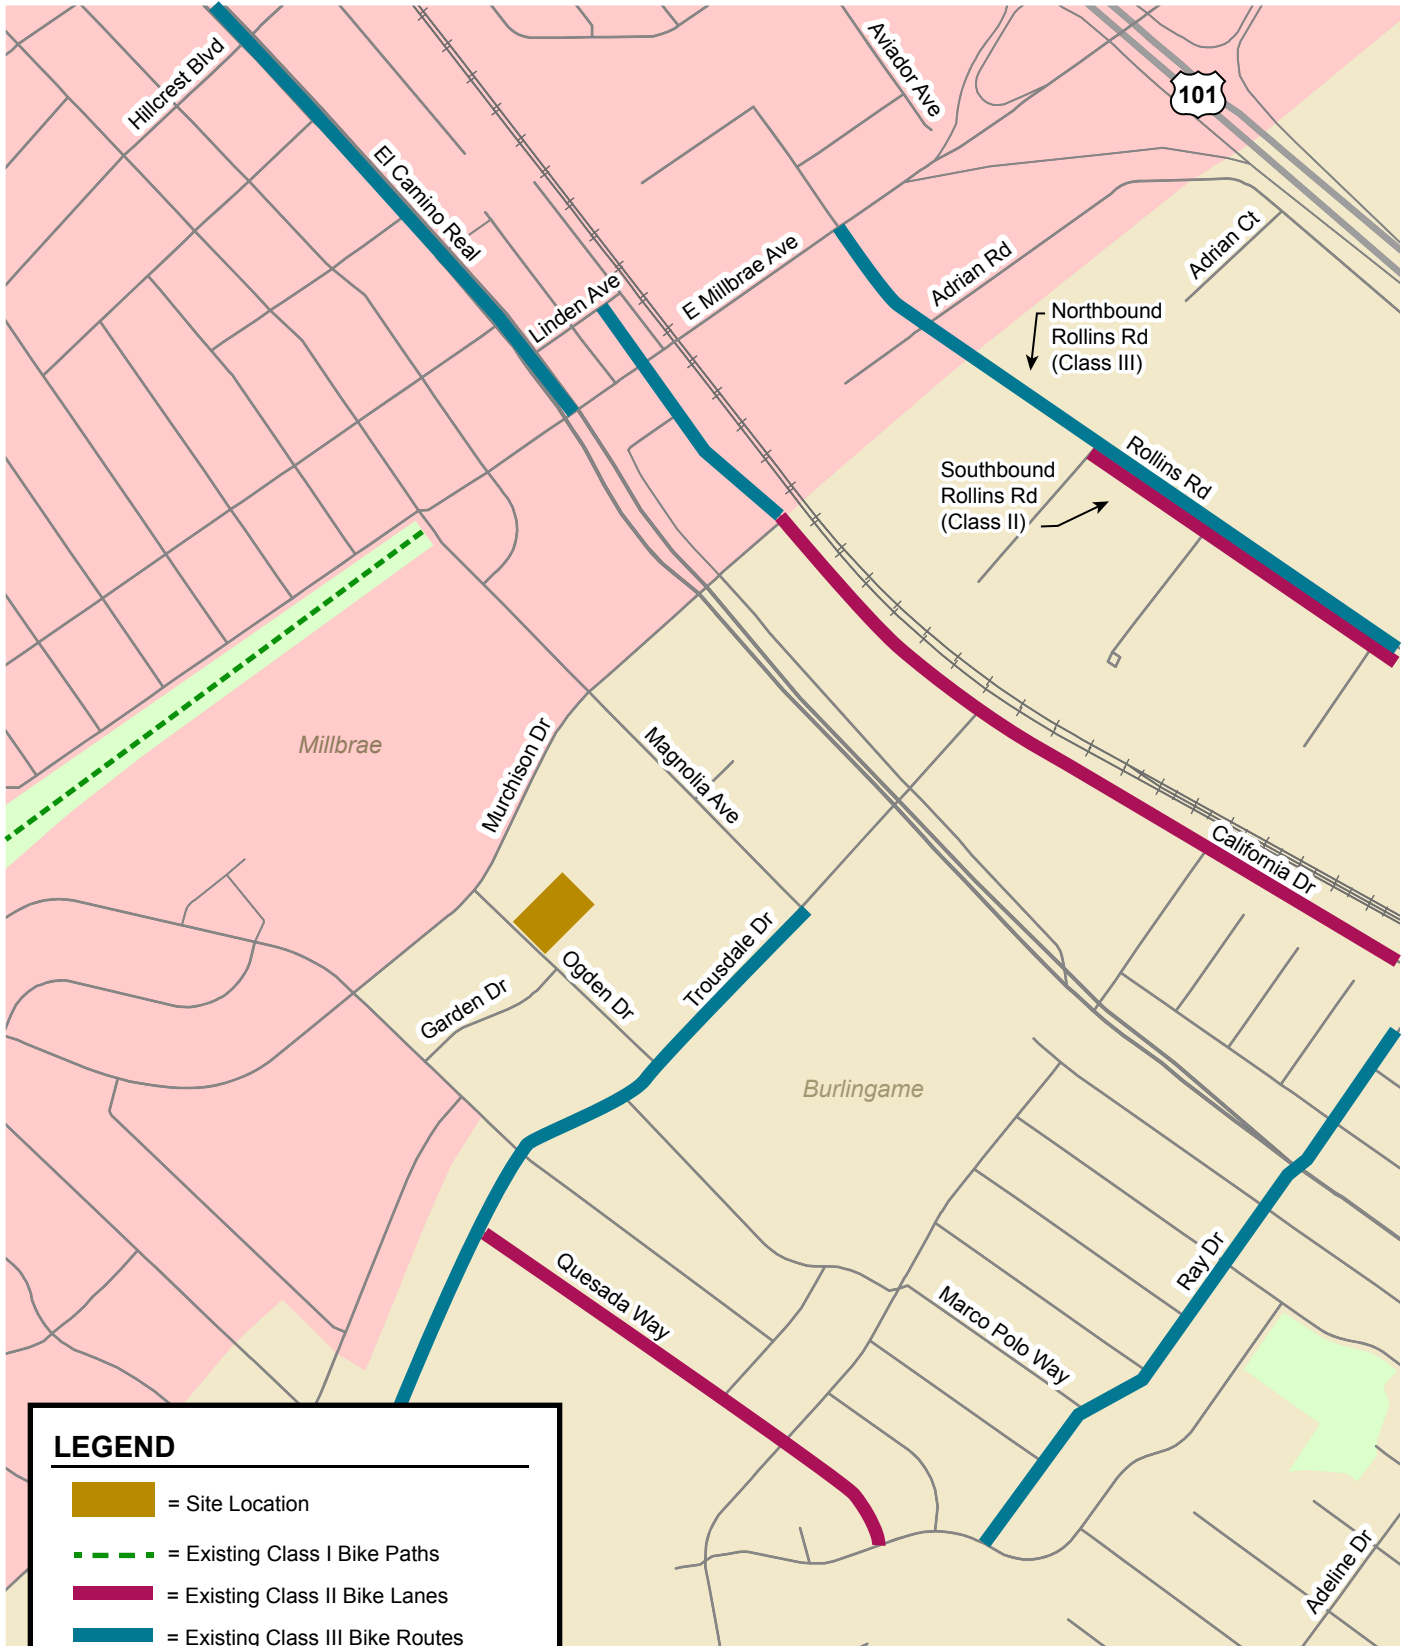 Hillcrest Blvd
El Camino Real
Aviador Ave
101
Linden Ave
E Millbrae Ave
Adrian Rd
Adrian Ct
Northbound
Rollins Rd
(Class III)
Rollins Rd
Southbound
Rollins Rd
(Class II)
Millbrae
Murchison Dr
Magnolia Ave
California Dr
Garden Dr
Ogden Dr
Trousdale Dr
Burlingame
Quesada Way
Marco Polo Way
Ray Dr
Adeline Dr
LEGEND
= Site Location
= Existing Class I Bike Paths
= Existing Class II Bike Lanes
= Existing Class III Bike Routes